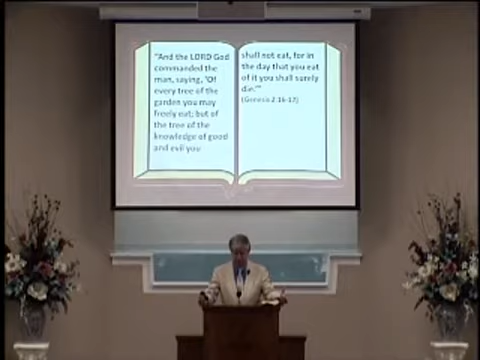 "And the LORD God
commanded the
man, saying, 'Of
every tree of the
garden you may
freely eat; but of
the tree of the
knowledge of good
and evil you
shall not eat, for in
the day that you eat
of it you shall surely
die.'"
(Genesis 2:16-17)